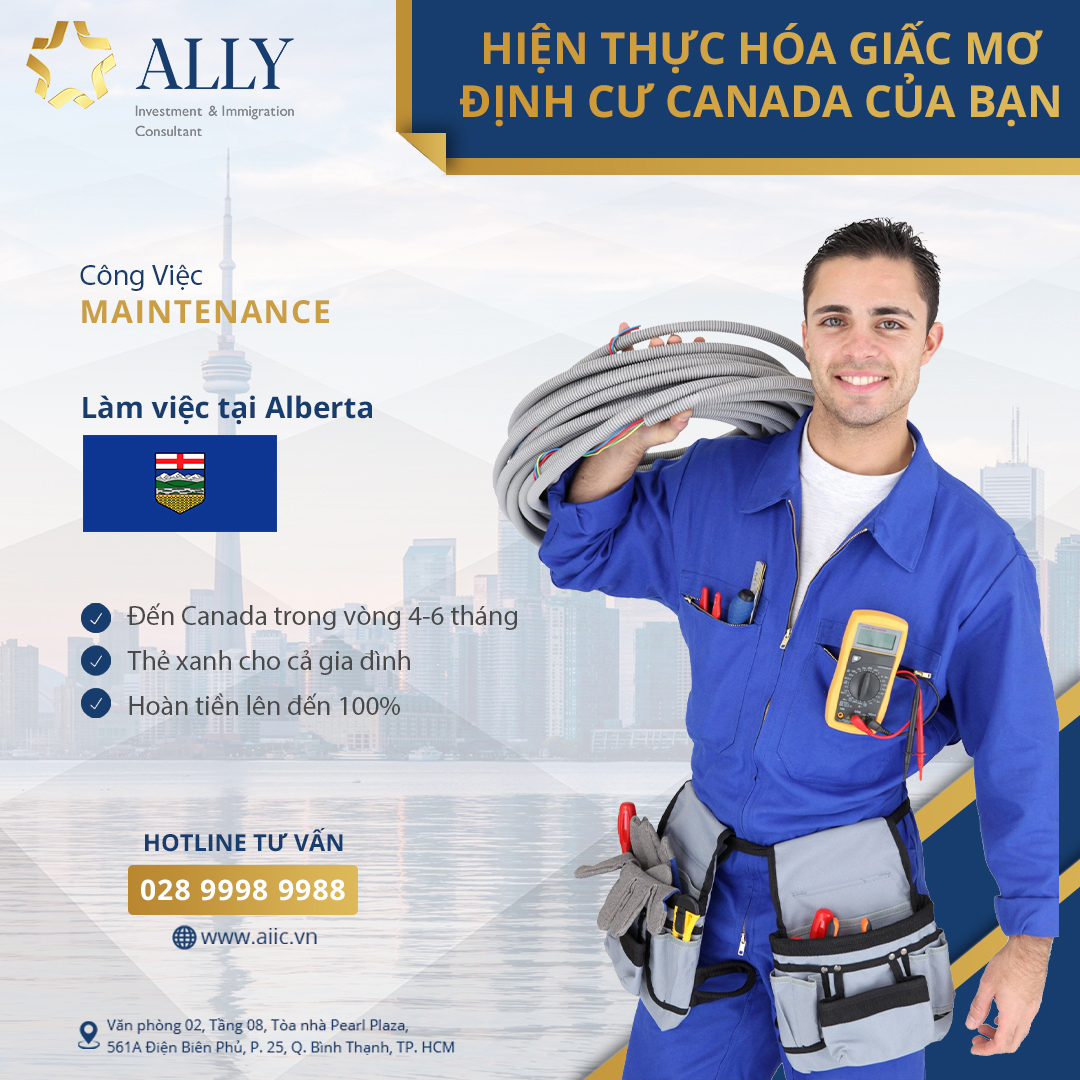 ALLY
Investment & Immigration
Consultant
HIỆN THỰC HÓA GIẤC MƠ
ĐỊNH CƯ CANADA CỦA BẠN
Công Việc
MAINTENANCE
Làm việc tại Alberta
Đến Canada trong vòng 4-6 tháng
Thẻ xanh cho cả gia đình
Hoàn tiền lên đến 100%
HOTLINE TƯ VẤN
028 9998 9988
www.aiic.vn
Văn phòng 02, Tầng 08, Tòa nhà Pearl Plaza,
561A Điện Biên Phủ, P. 25, Q. Bình Thạnh, TP. HCM